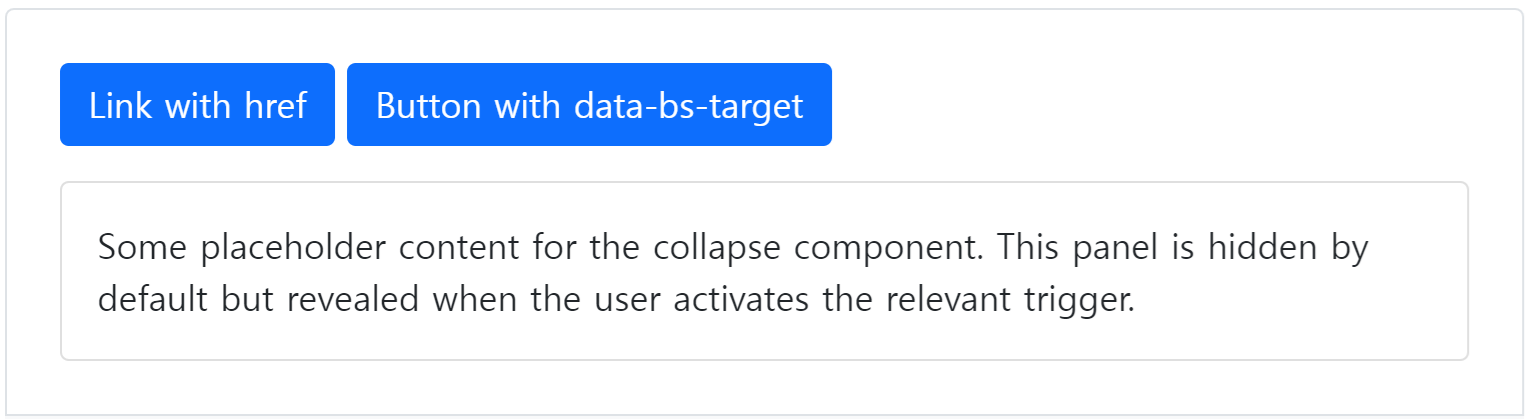 Link with href Button with data-bs-target
Some placeholder content for the collapse component. This panel is hidden by
default but revealed when the user activates the relevant trigger.